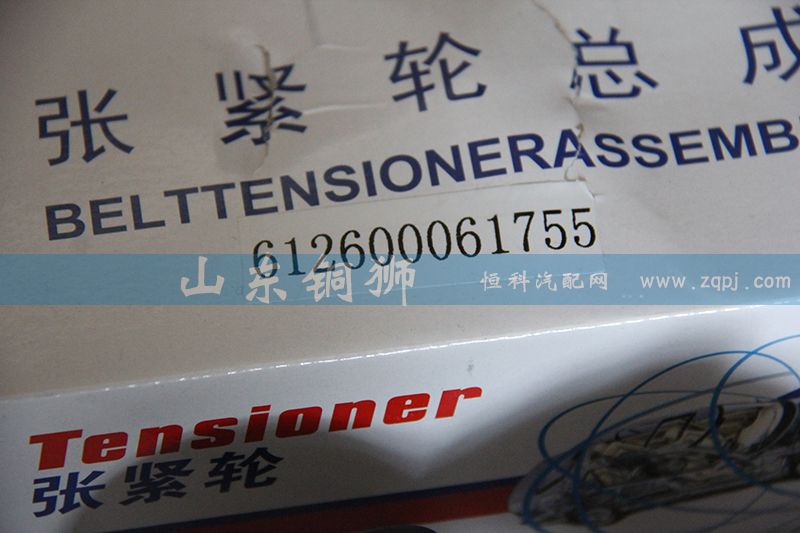 张紧轮总成
BELTTENSIONERASSEMB
612600061755
山东铜狮 恒科汽配网 www.zqpj.com
Tensioner
张紧轮